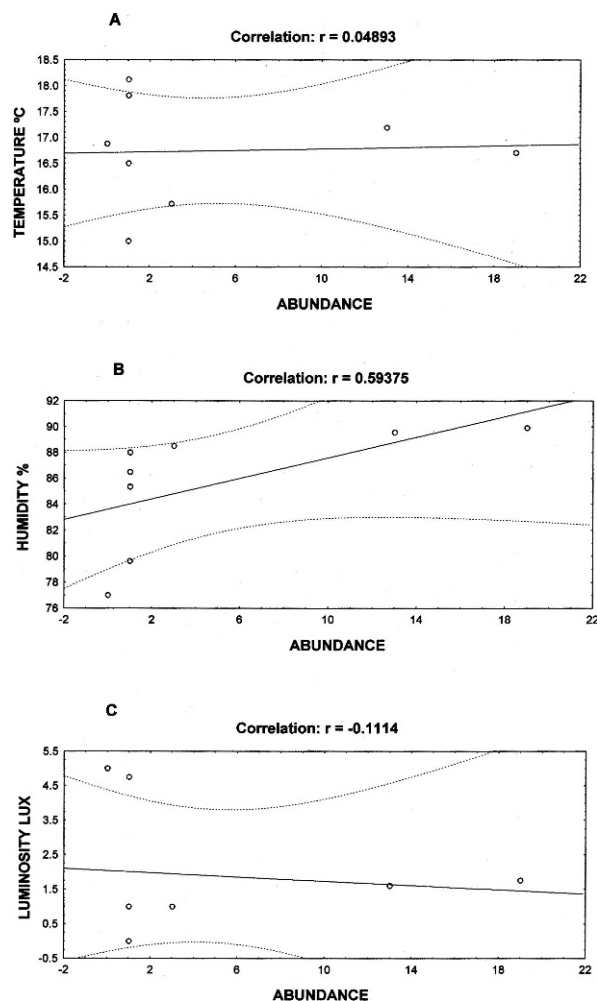 A
Correlation: r = 0.04893
18.5
18.0
17.5
17.0
16.5
16.0
15.5
15.0
14.5
TEMPERATURE ºC
-2 2 6 10 14 18 22
ABUNDANCE
B
Correlation: r = 0.59375
92
90
88
86
84
82
80
78
76
HUMIDITY %
-2 2 6 10 14 18 22
ABUNDANCE
C
Correlation: r = -0.1114
5.5
4.5
3.5
2.5
1.5
0.5
-0.5
LUMINOSITY LUX
-2 2 6 10 14 18 22
ABUNDANCE